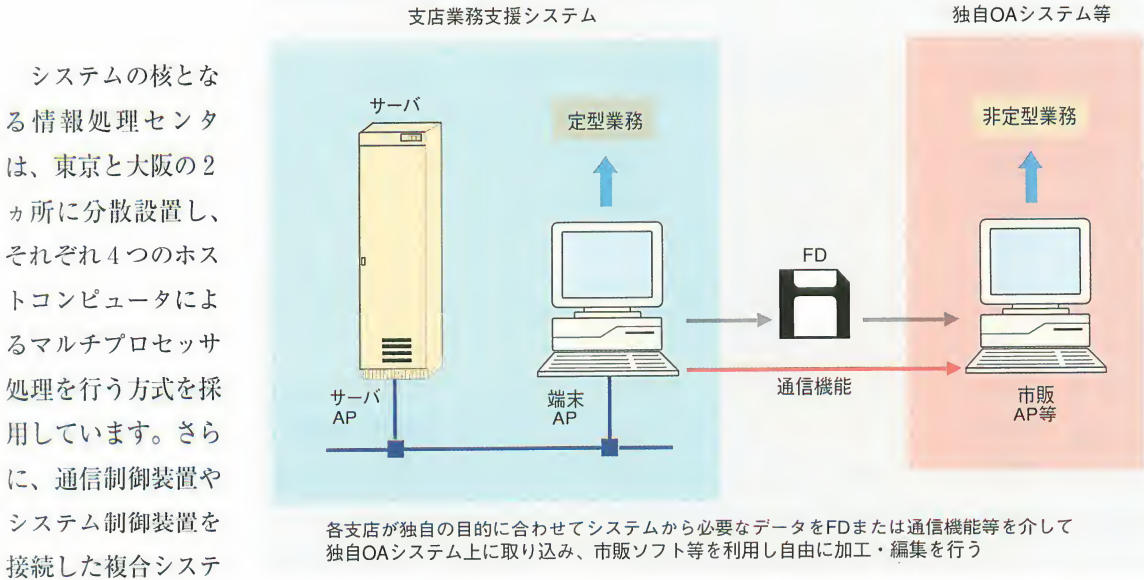 システムの核とな
る情報処理センタ
は、東京と大阪の2
ヵ所に分散設置し、
それぞれ4つのホス
トコンピュータによ
るマルチプロセッサ
処理を行う方式を採
用しています。さら
に、通信制御装置や
システム制御装置を
接続した複合システ
支店業務支援システム
サーバ
定型業務
サーバ
AP
端末
AP
FD
通信機能
独自OAシステム等
非定型業務
市販
AP等
各支店が独自の目的に合わせてシステムから必要なデータをFDまたは通信機能等を介して
独自OAシステム上に取り込み、市販ソフト等を利用し自由に加工・編集を行う